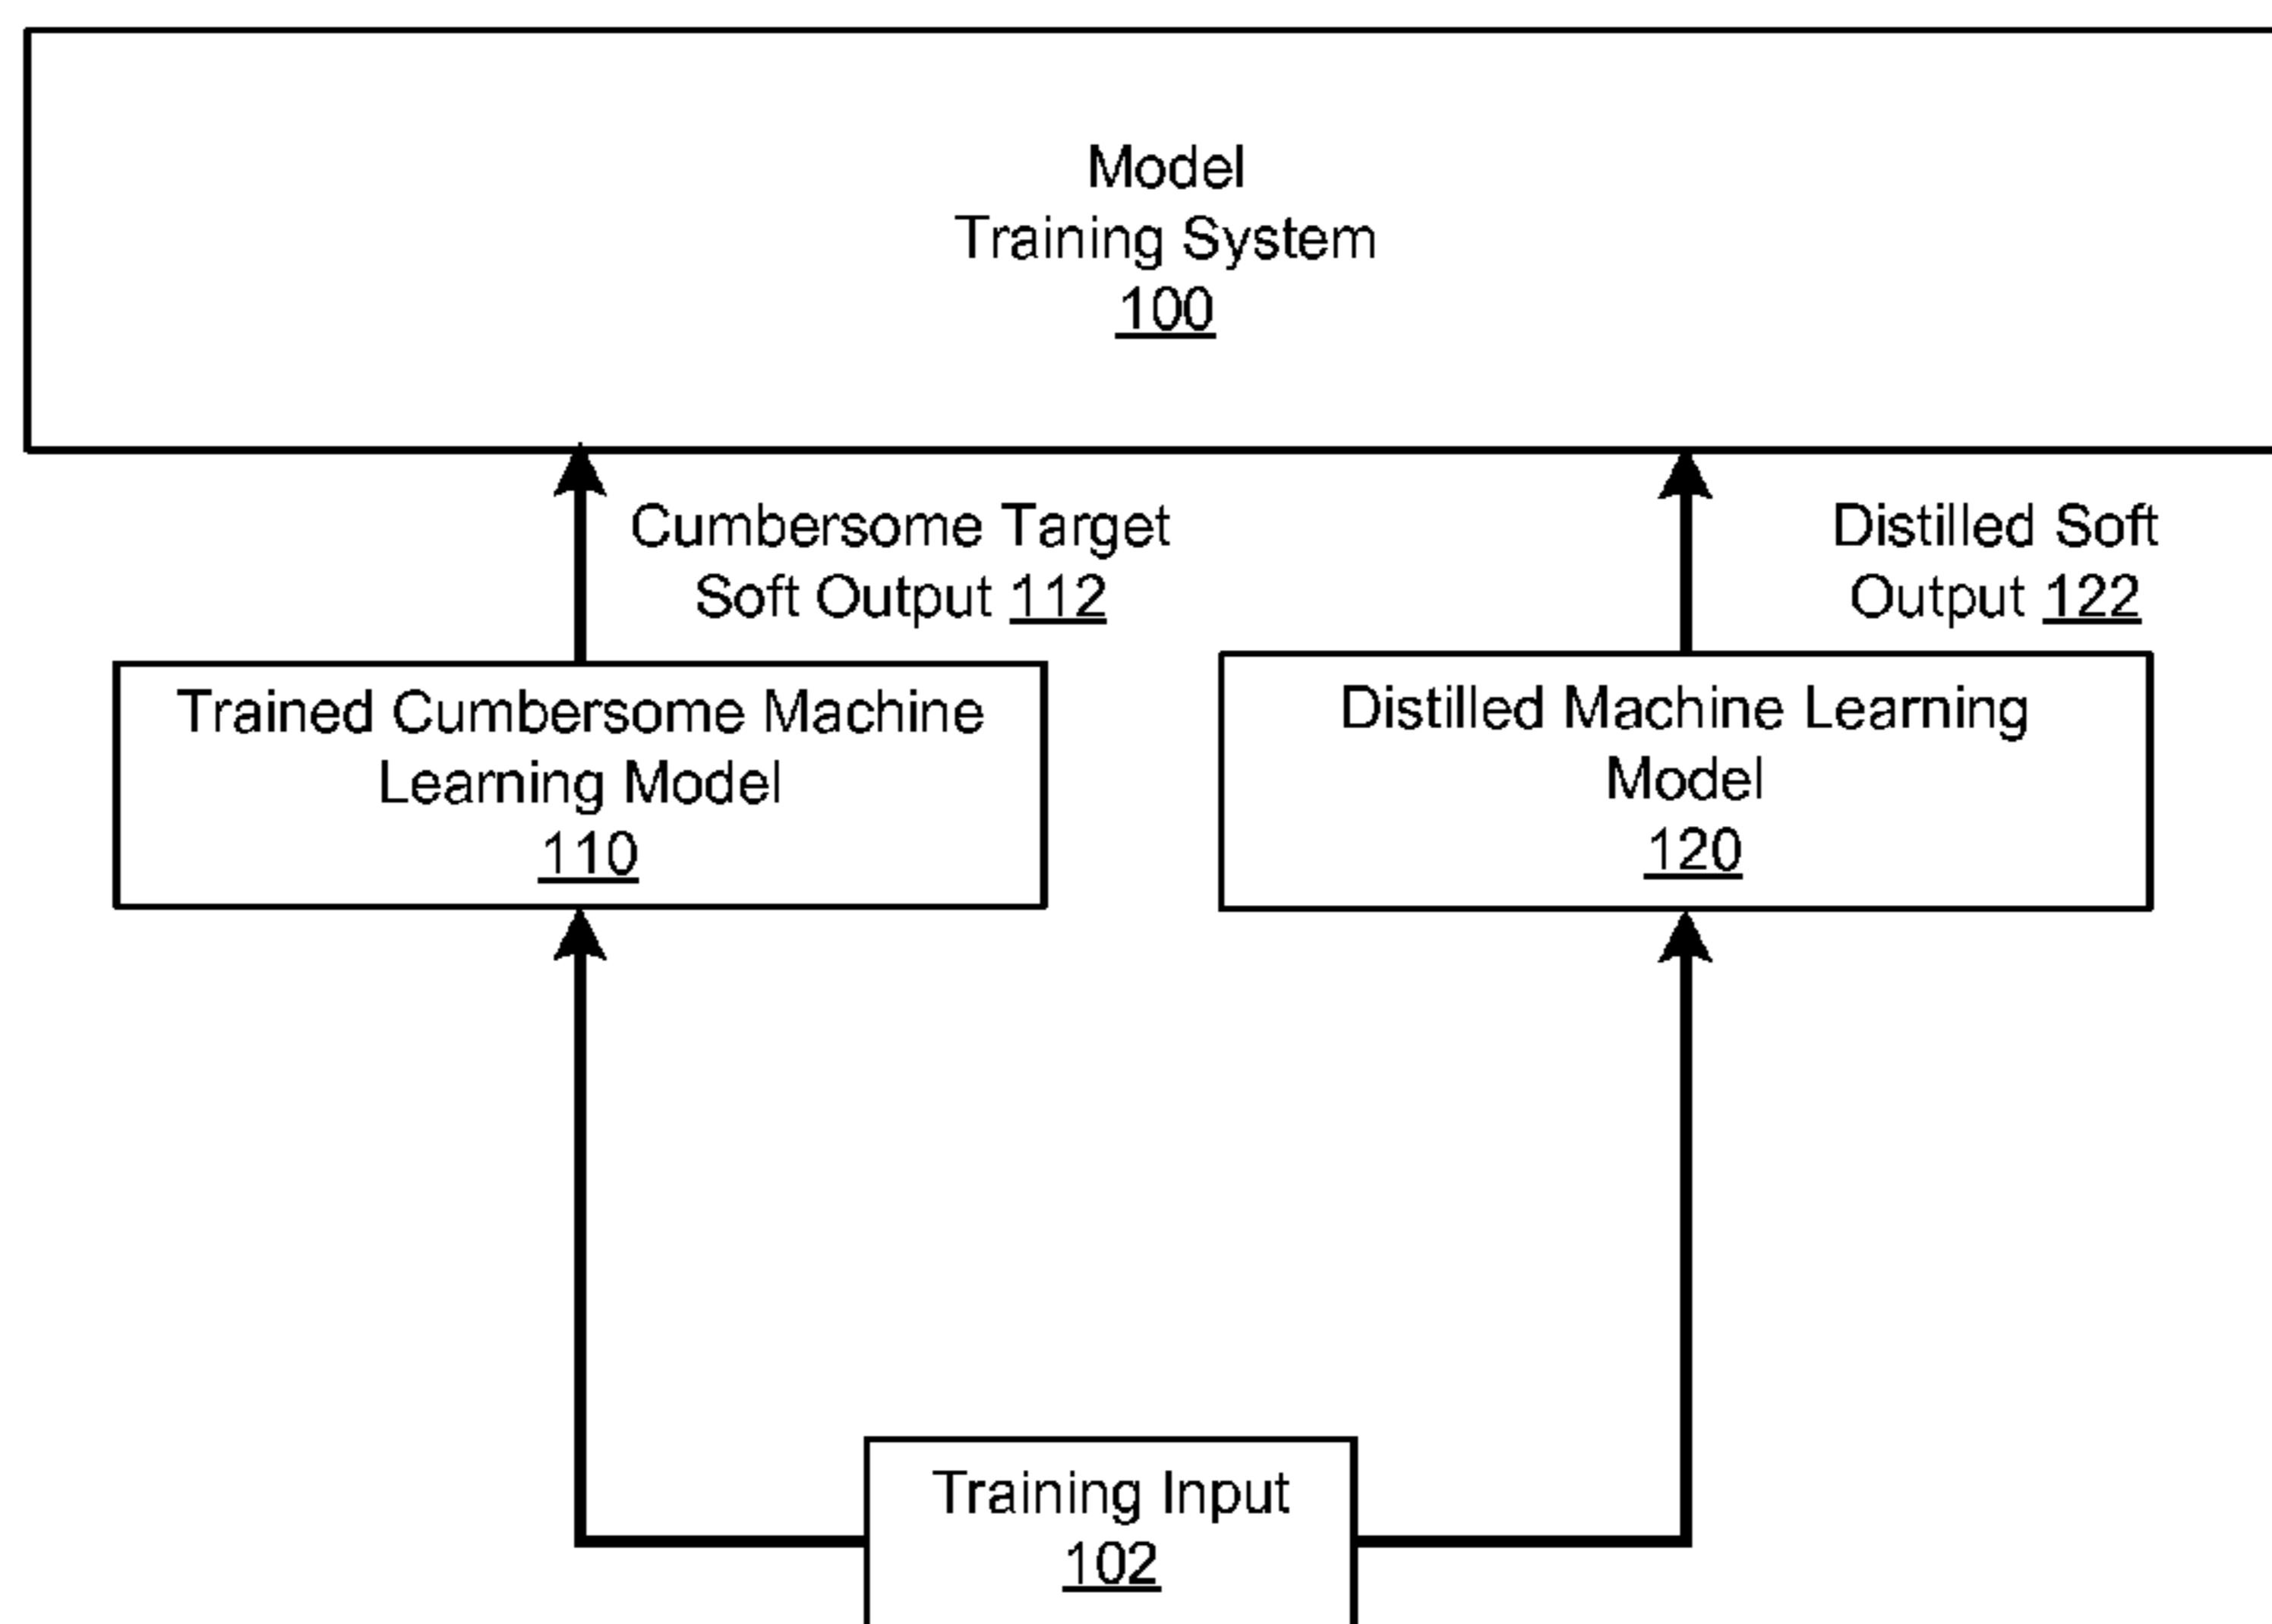 Model
Training System
100
Cumbersome Target
Soft Output 112
Distilled Soft
Output 122
Trained Cumbersome Machine
Learning Model
110
Distilled Machine Learning
Model
120
Training Input
102